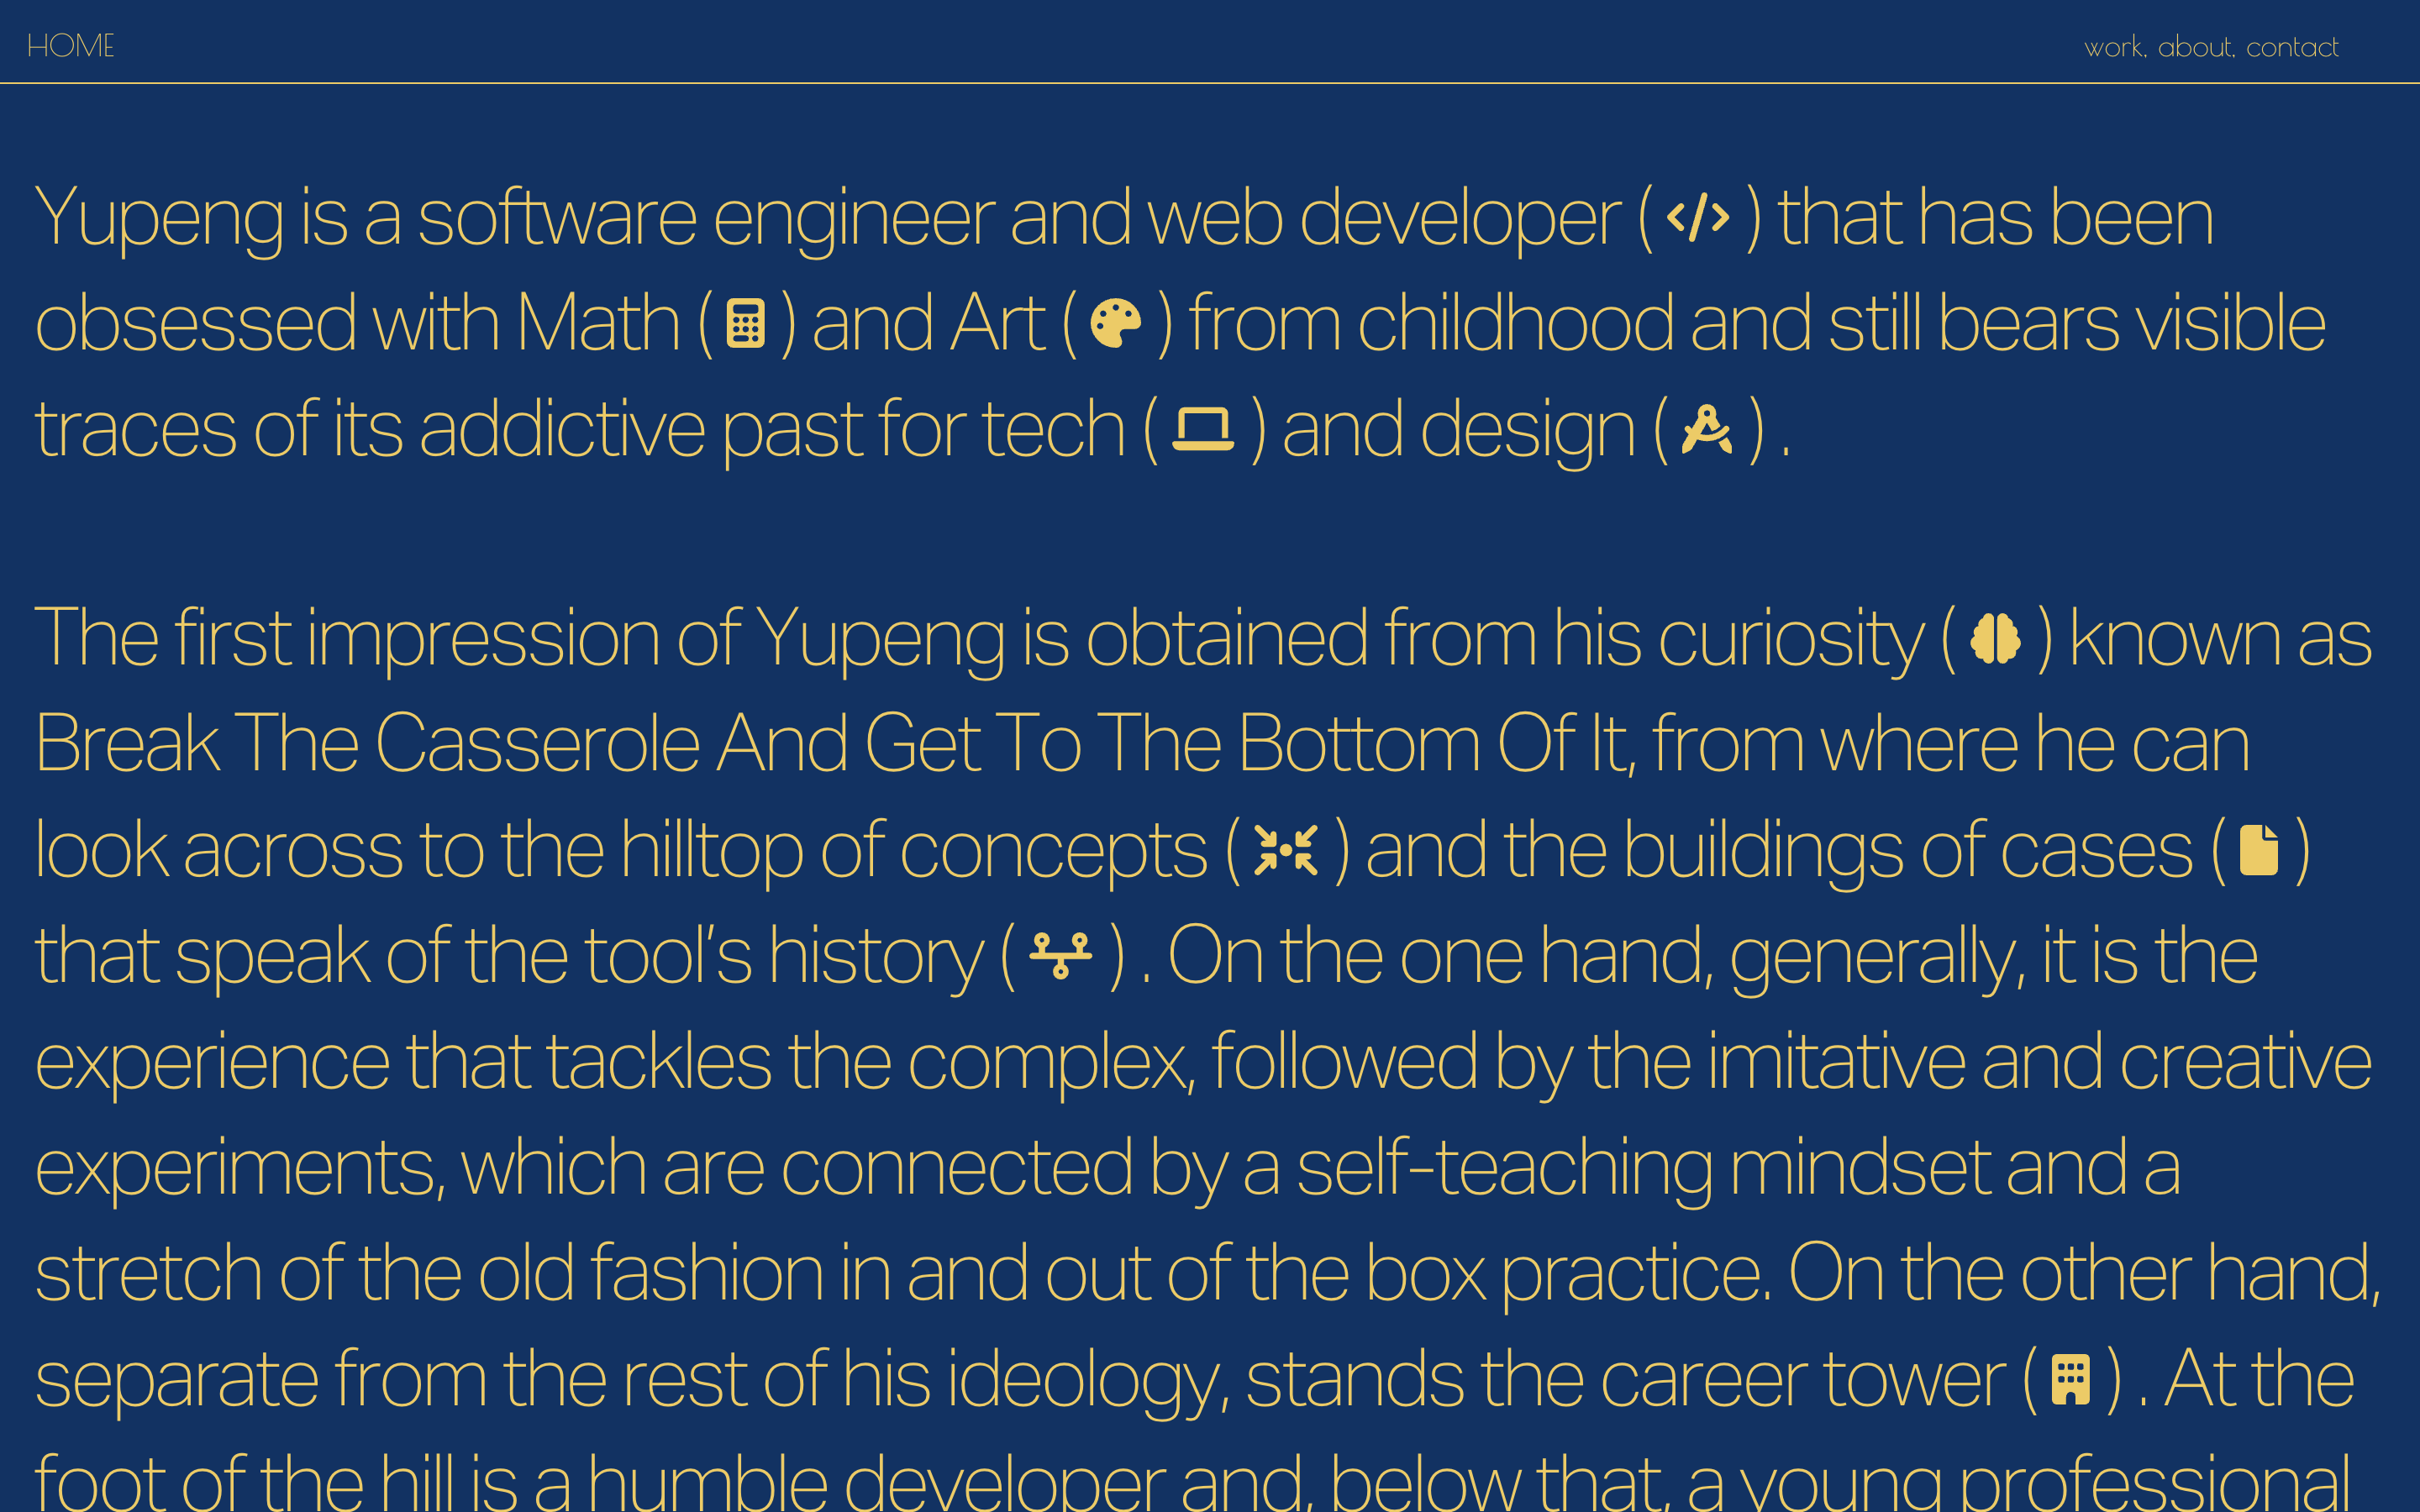 HOME
work, about, contact
Yupeng is a software engineer and web developer ( </> ) that has been
obsessed with Math ( ) and Art ( ) from childhood and still bears visible
traces of its addictive past for tech ( ) and design ( ) .
The first impression of Yupeng is obtained from his curiosity ( ) known as
Break The Casserole And Get To The Bottom Of It, from where he can
look across to the hilltop of concepts ( ) and the buildings of cases ( )
that speak of the tool's history ( ) . On the one hand, generally, it is the
experience that tackles the complex, followed by the imitative and creative
experiments, which are connected by a self-teaching mindset and a
stretch of the old fashion in and out of the box practice. On the other hand,
separate from the rest of his ideology, stands the career tower ( ) . At the
foot of the hill is a humble developer and, below that, a young professional